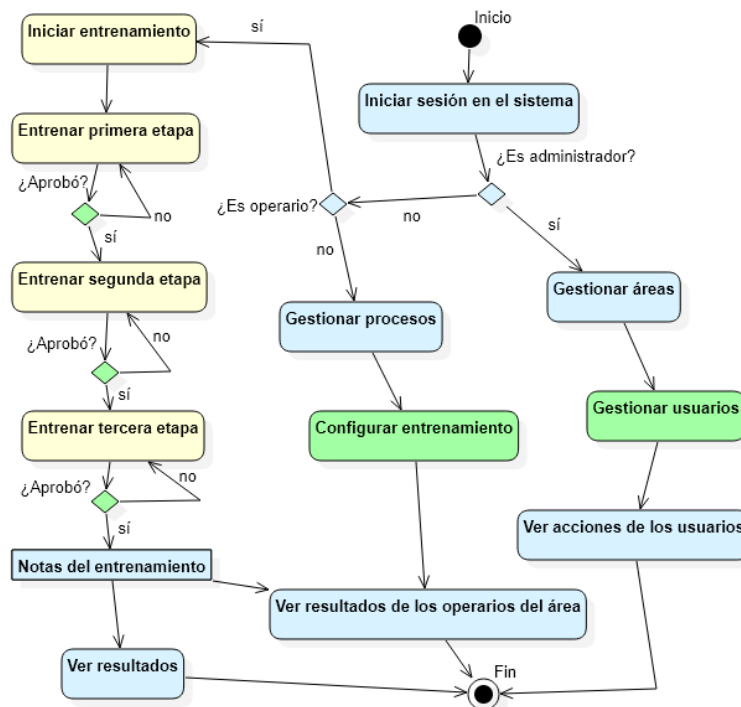 Inicio
Iniciar sesión en el sistema
¿Es administrador?
no
sí
¿Es operario?
sí
no
Iniciar entrenamiento
Entrenar primera etapa
¿Aprobó?
no
sí
Entrenar segunda etapa
¿Aprobó?
no
sí
Entrenar tercera etapa
¿Aprobó?
no
sí
Notas del entrenamiento
Ver resultados
Gestionar procesos
Configurar entrenamiento
Ver resultados de los operarios del área
Gestionar áreas
Gestionar usuarios
Ver acciones de los usuarios
Fin